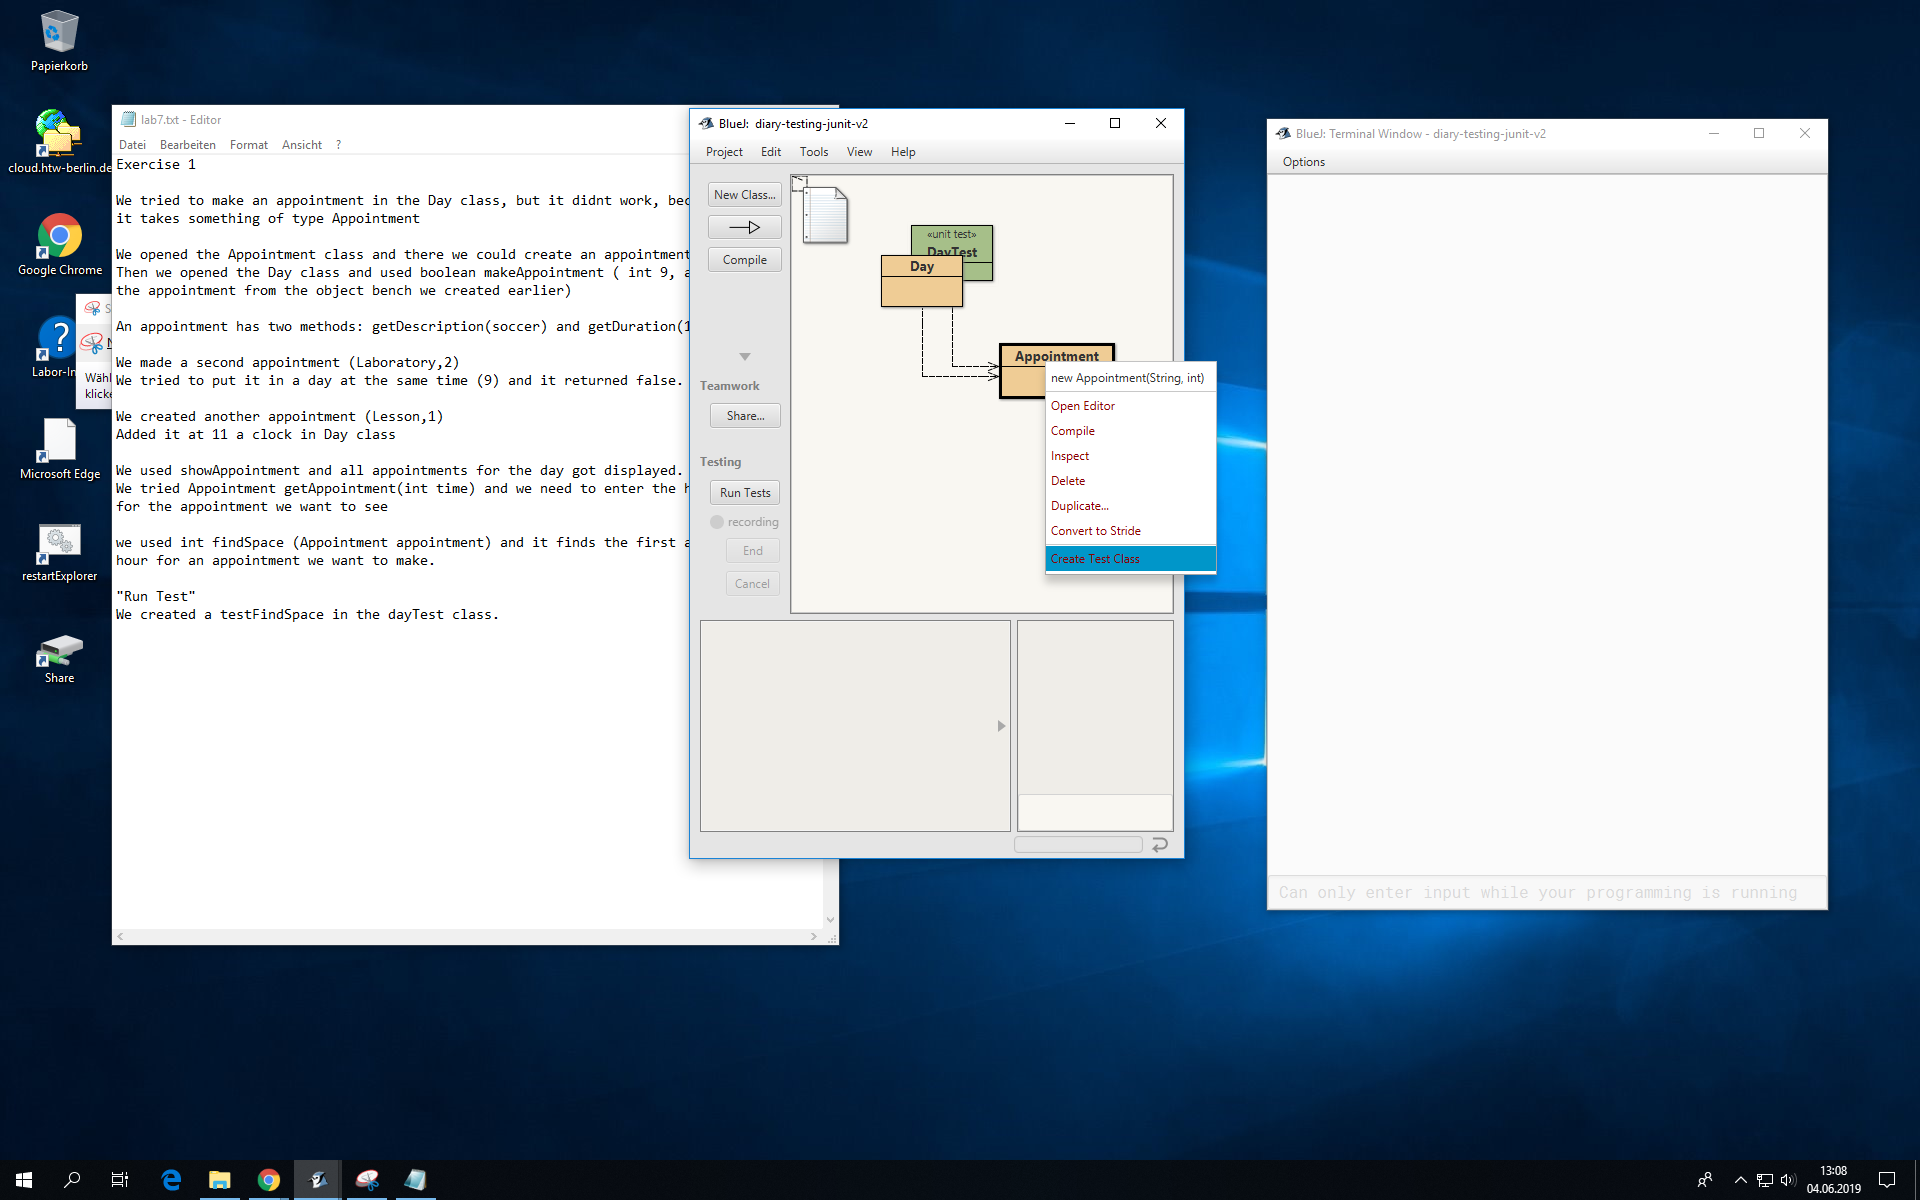 Papierkorb
cloud.htw-berlin.de
Google Chrome
Labor-In
Microsoft Edge
restartExplorer
Share
Wähl
klicke
lab7.txt - Editor
Datei Bearbeiten Format Ansicht ?
Exercise 1
We tried to make an appointment in the Day class, but it didnt work, bec
it takes something of type Appointment
We opened the Appointment class and there we could create an appointment
Then we opened the Day class and used boolean makeAppointment ( int 9, a
the appointment from the object bench we created earlier)
An appointment has two methods: getDescription(soccer) and getDuration(1
We made a second appointment (Laboratory,2)
We tried to put it in a day at the same time (9) and it returned false.
We created another appointment (Lesson,1)
Added it at 11 a clock in Day class
We used showAppointment and all appointments for the day got displayed.
We tried Appointment getAppointment(int time) and we need to enter the h
for the appointment we want to see
we used int findSpace (Appointment appointment) and it finds the first a
hour for an appointment we want to make.
"Run Test"
We created a testFindSpace in the dayTest class.
BlueJ: diary-testing-junit-v2
Project Edit Tools View Help
New Class...
Compile
Teamwork
Share...
Testing
Run Tests
recording
End
Cancel
«unit test»
DayTest
Day
Appointment
new Appointment(String, int)
Open Editor
Compile
Inspect
Delete
Duplicate...
Convert to Stride
Create Test Class
BlueJ: Terminal Window - diary-testing-junit-v2
Options
Can only enter input while your programming is running
13:08
04.06.2019